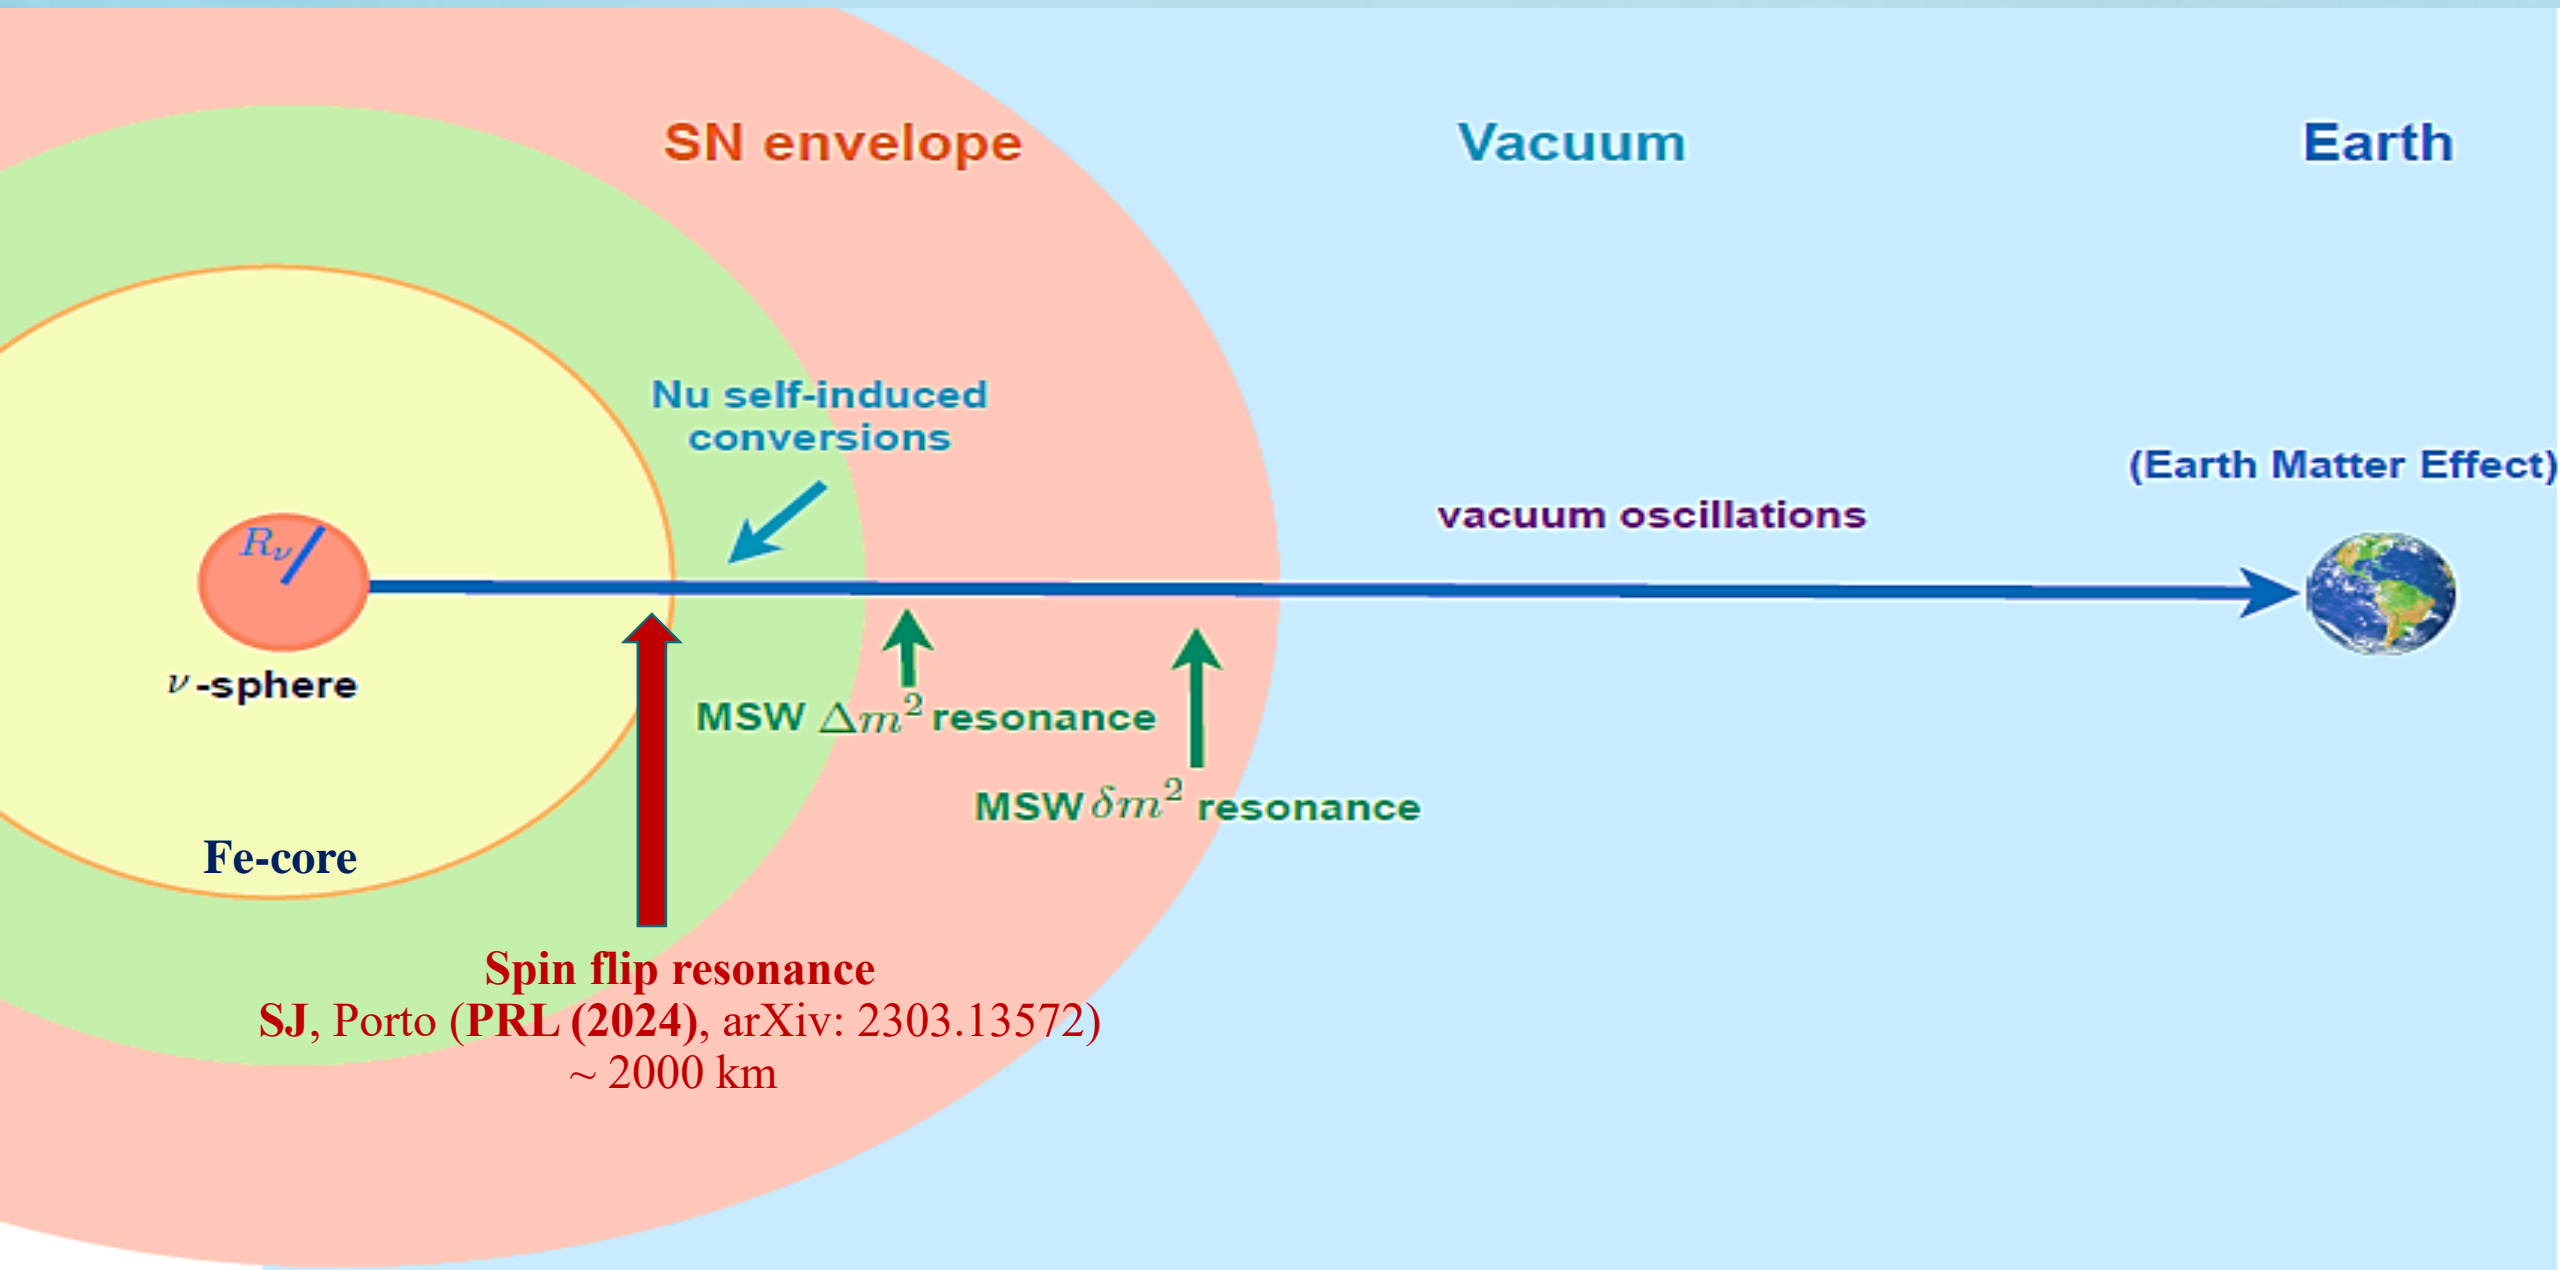 SN envelope
Vacuum
Earth
Nu self-induced
conversions
(Earth Matter Effect)
vacuum oscillations
Rν
ν-sphere
MSW Δm² resonance
MSW δm² resonance
Fe-core
Spin flip resonance
SJ, Porto (PRL (2024), arXiv: 2303.13572)
~ 2000 km